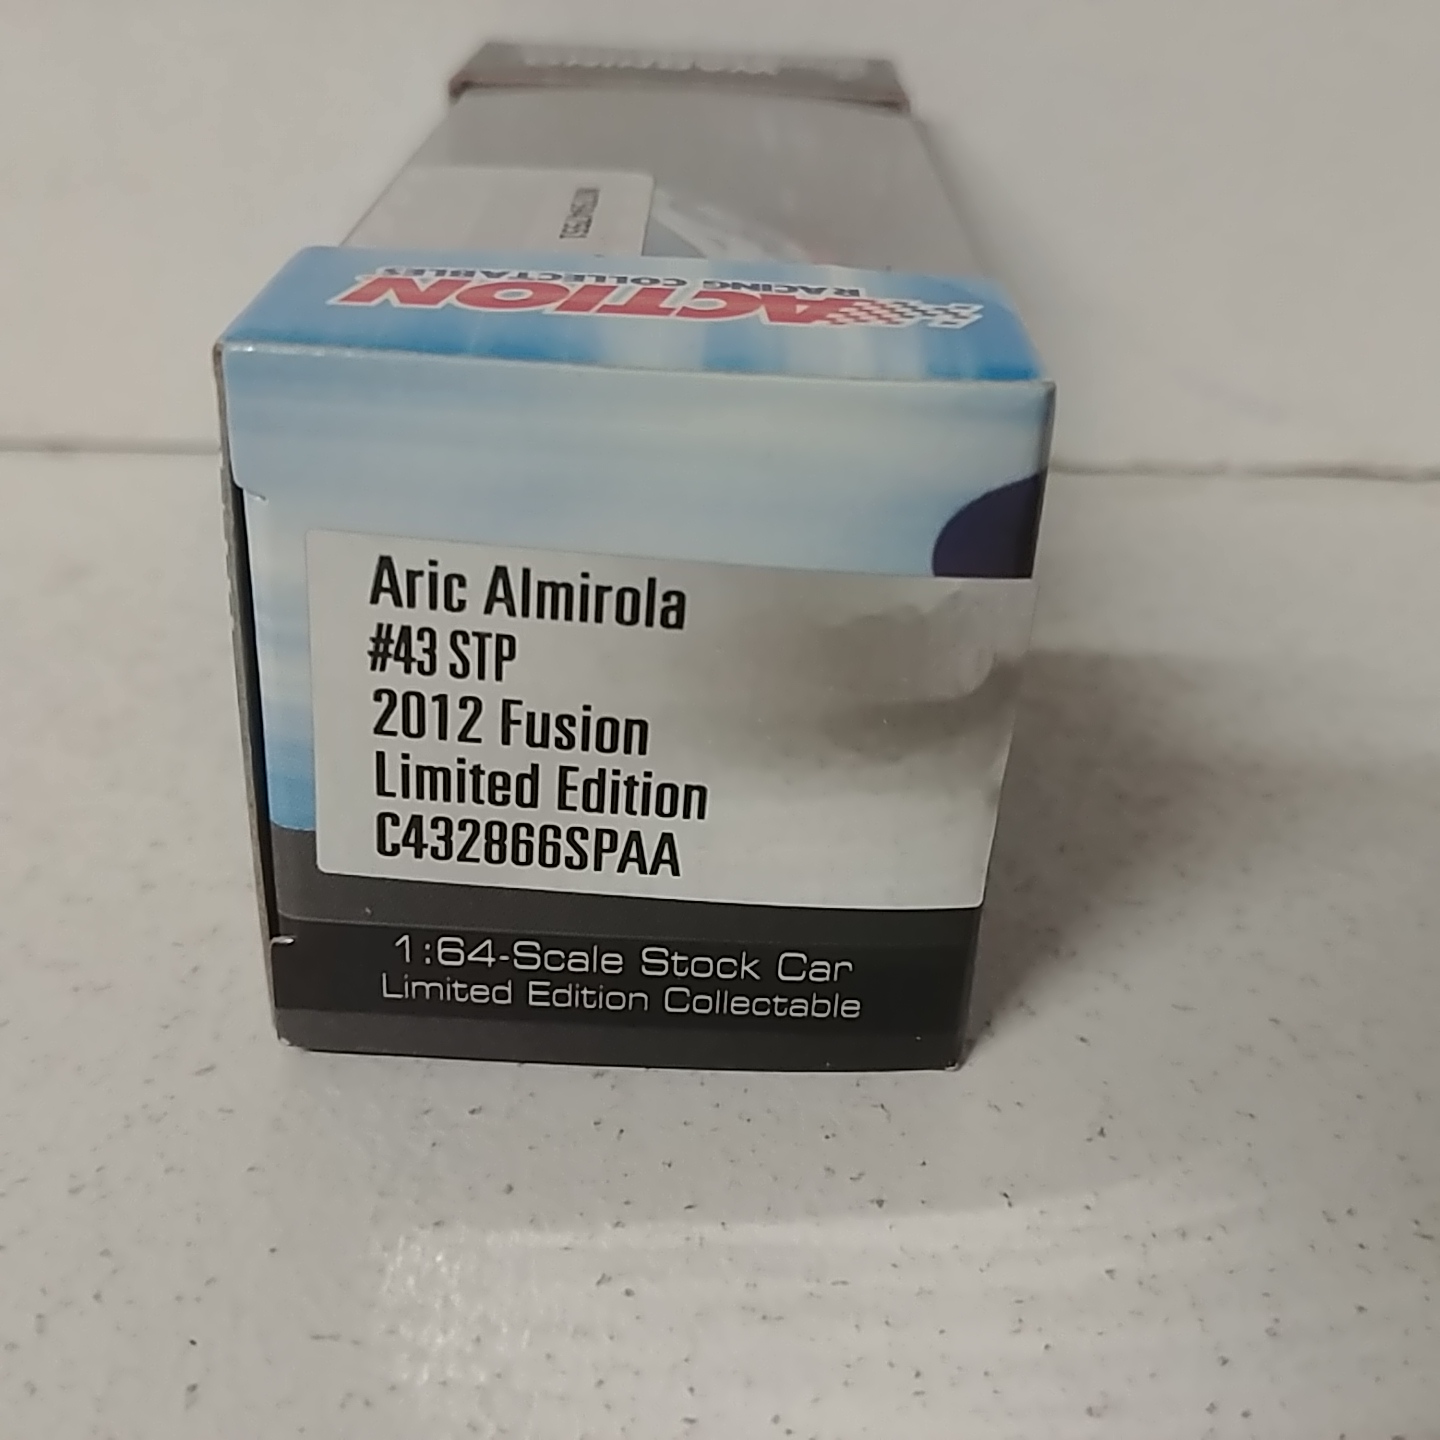 ACTION
RACING COLLECTABLES
Aric Almirola
#43 STP
2012 Fusion
Limited Edition
C432866SPAA
1:64-Scale Stock Car
Limited Edition Collectable